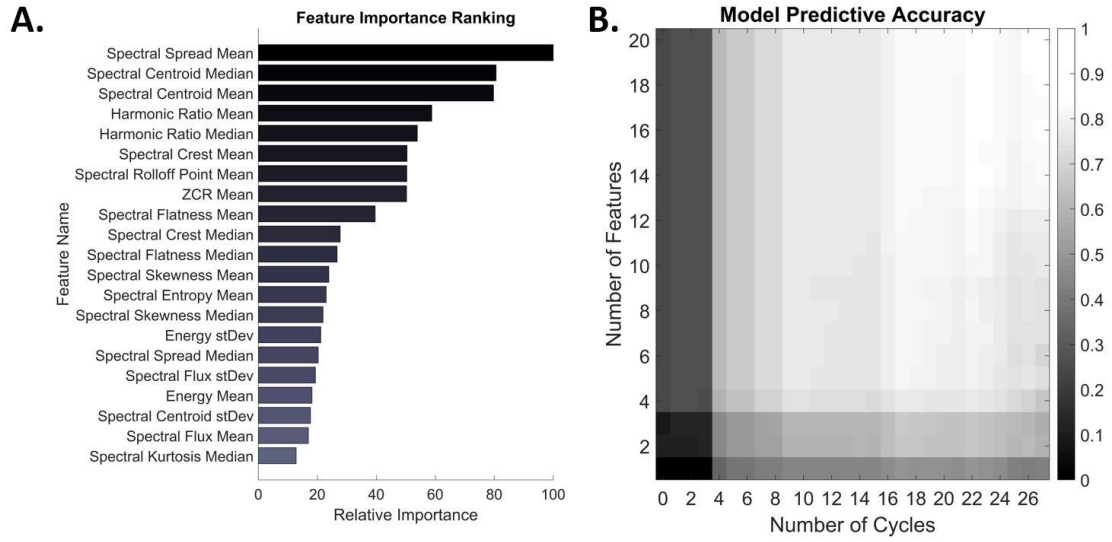 A.
Feature Importance Ranking
Feature Name
Spectral Spread Mean
Spectral Centroid Median
Spectral Centroid Mean
Harmonic Ratio Mean
Harmonic Ratio Median
Spectral Crest Mean
Spectral Rolloff Point Mean
ZCR Mean
Spectral Flatness Mean
Spectral Crest Median
Spectral Flatness Median
Spectral Skewness Mean
Spectral Entropy Mean
Spectral Skewness Median
Energy stDev
Spectral Spread Median
Spectral Flux stDev
Energy Mean
Spectral Centroid stDev
Spectral Flux Mean
Spectral Kurtosis Median
0 20 40 60 80 100
Relative Importance
B.
Model Predictive Accuracy
Number of Features
20
18
16
14
12
10
8
6
4
2
0 2 4 6 8 10 12 14 16 18 20 22 24 26
Number of Cycles
1
0.9
0.8
0.7
0.6
0.5
0.4
0.3
0.2
0.1
0